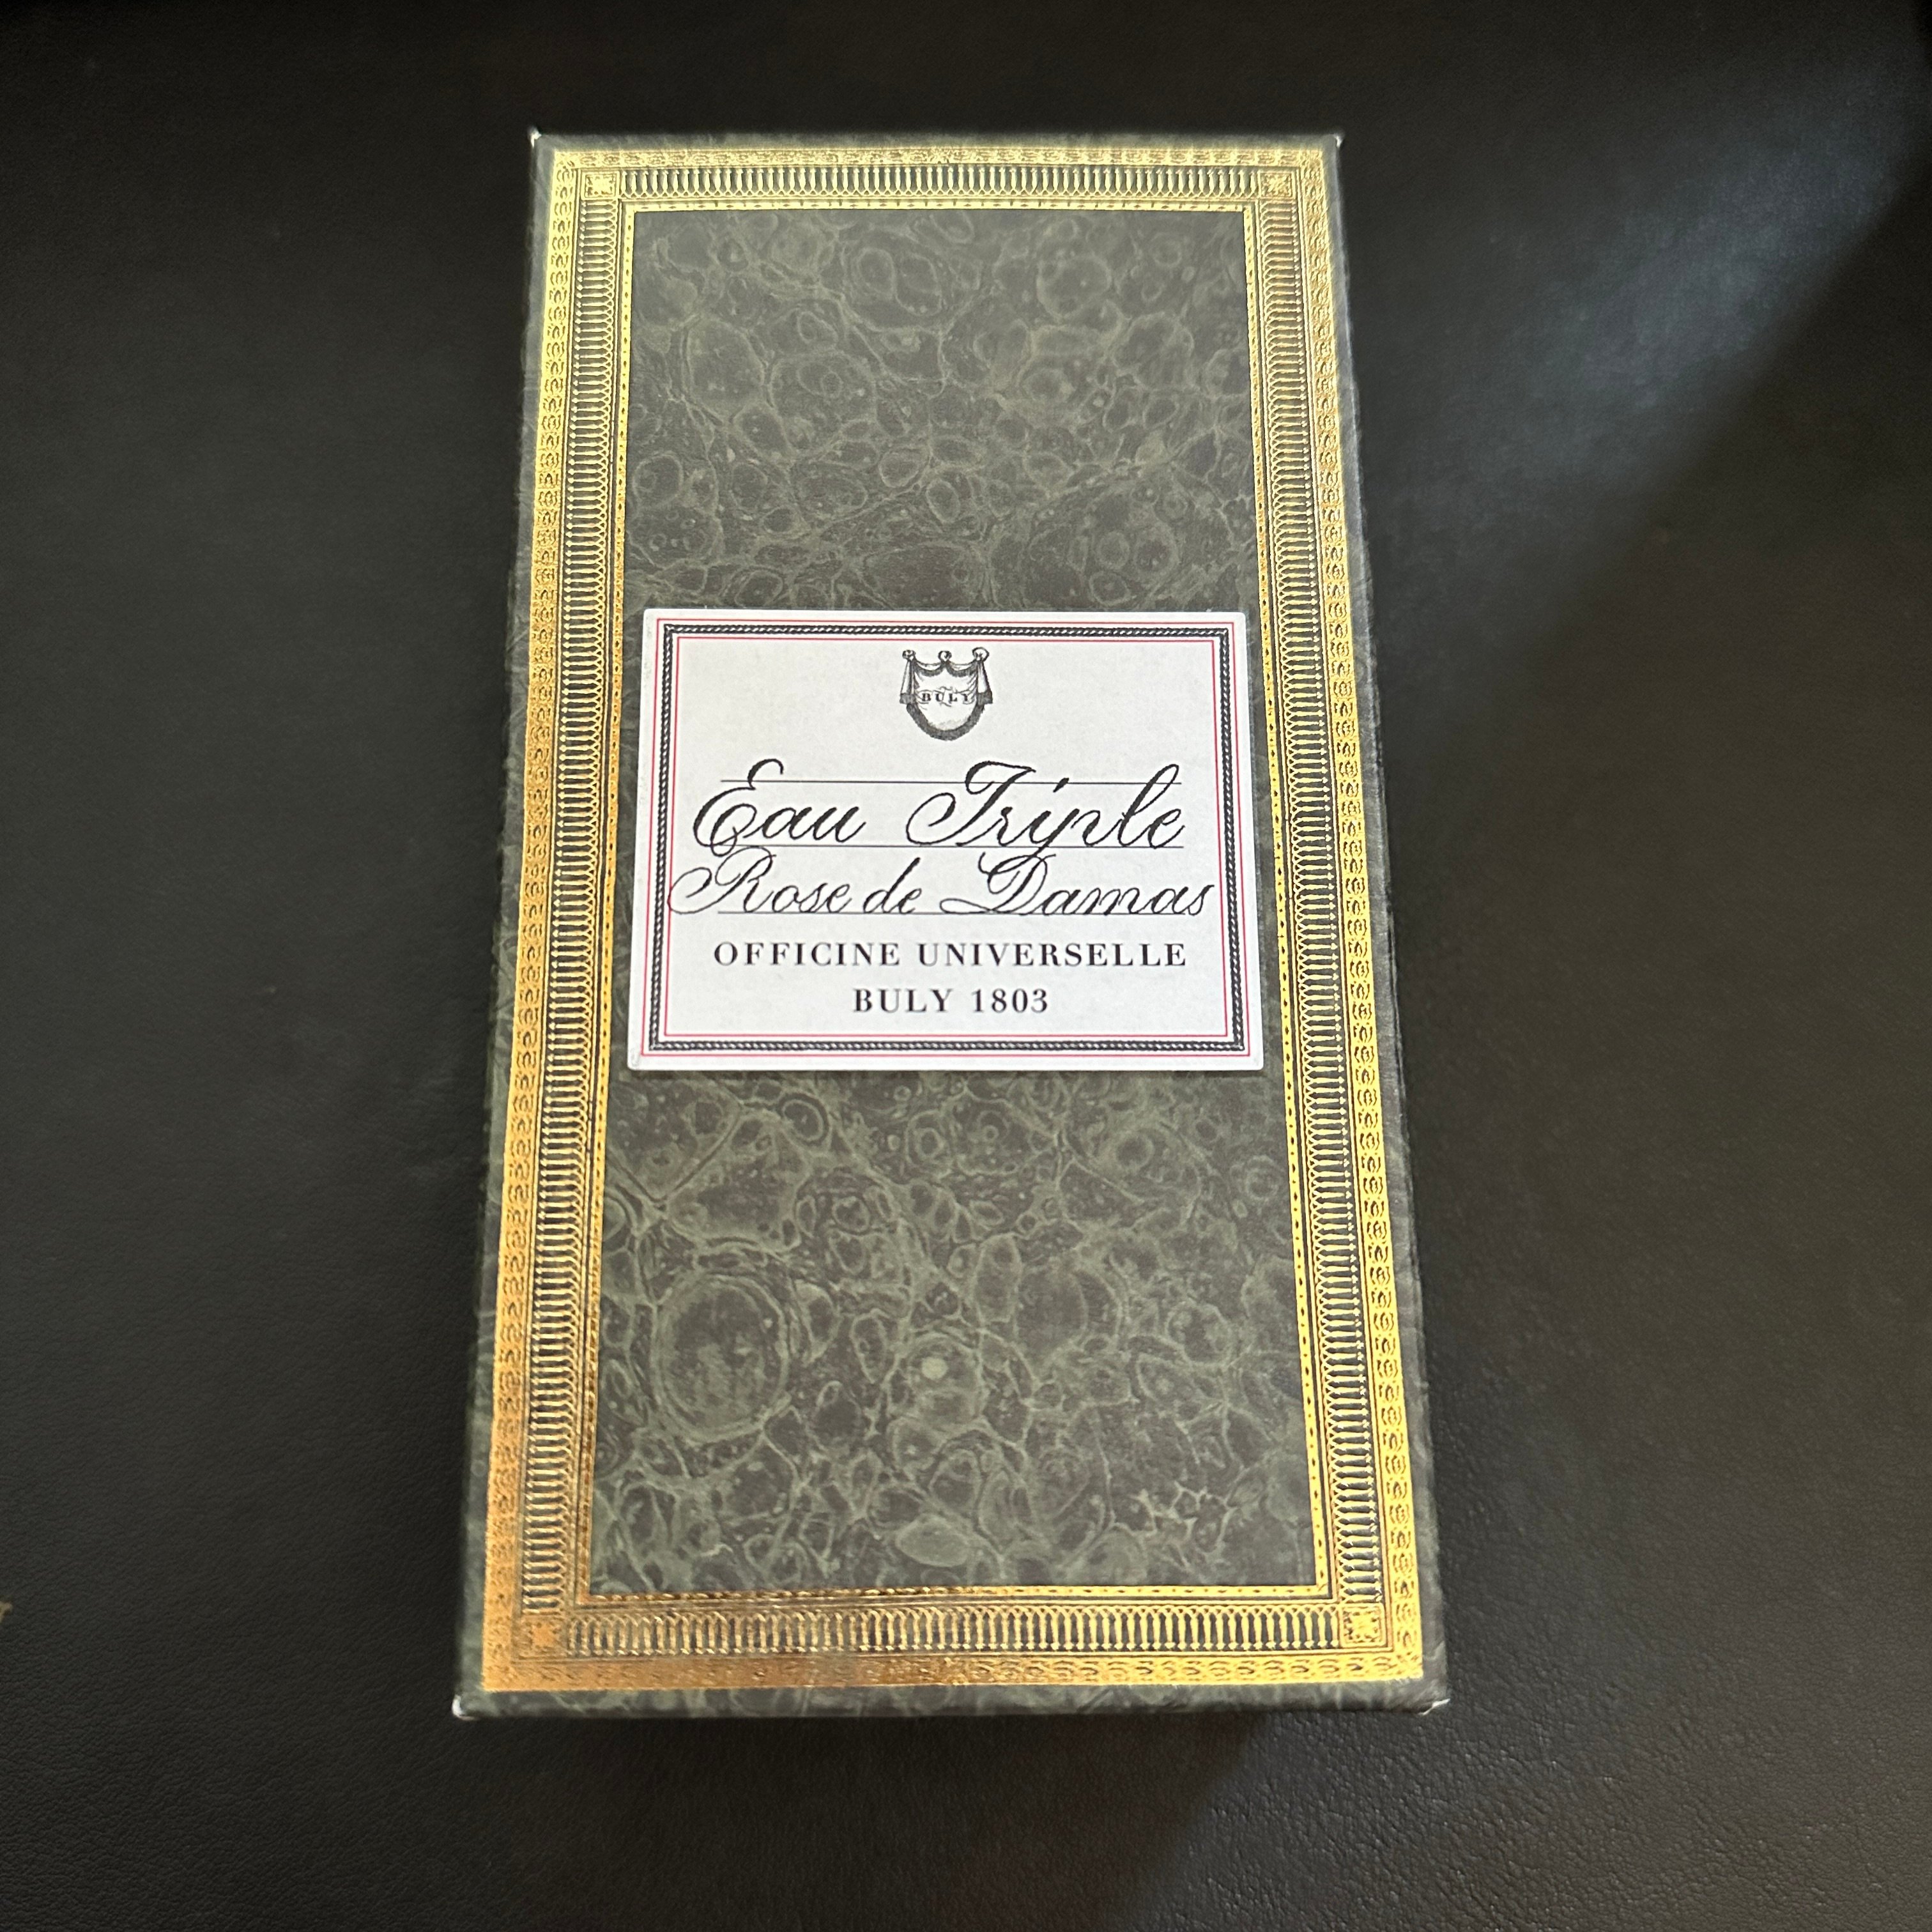 BULY
Eau Triple
Rose de Damas
OFFICINE UNIVERSELLE
BULY 1803